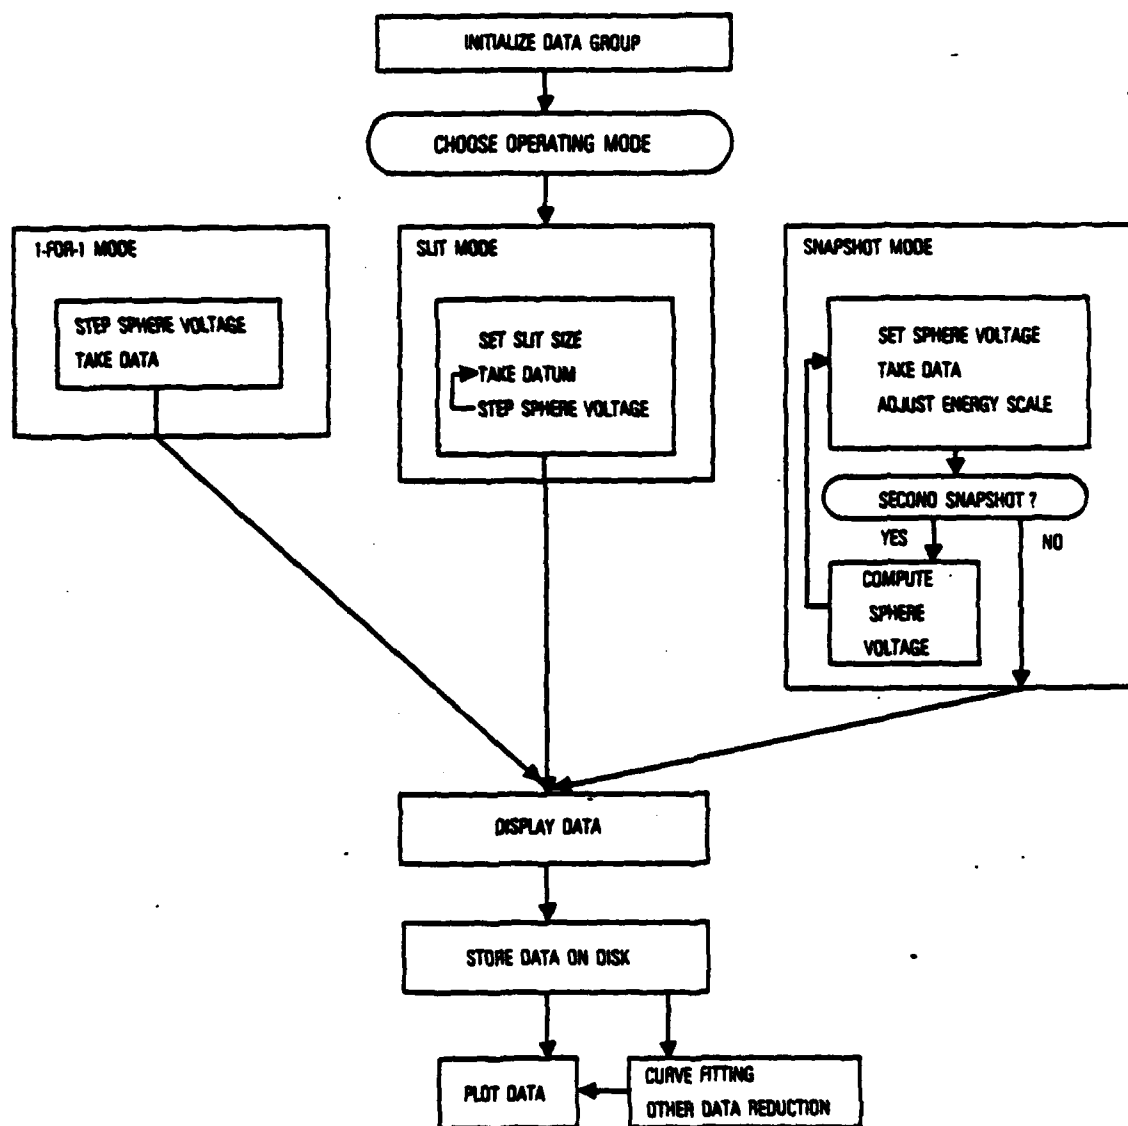 INITIALIZE DATA GROUP
CHOOSE OPERATING MODE
1-FOR-1 MODE
STEP SPHERE VOLTAGE
TAKE DATA
SLIT MODE
SET SLIT SIZE
TAKE DATUM
STEP SPHERE VOLTAGE
SNAPSHOT MODE
SET SPHERE VOLTAGE
TAKE DATA
ADJUST ENERGY SCALE
SECOND SNAPSHOT?
YES
NO
COMPUTE
SPHERE
VOLTAGE
DISPLAY DATA
STORE DATA ON DISK
PLOT DATA
CURVE FITTING
OTHER DATA REDUCTION